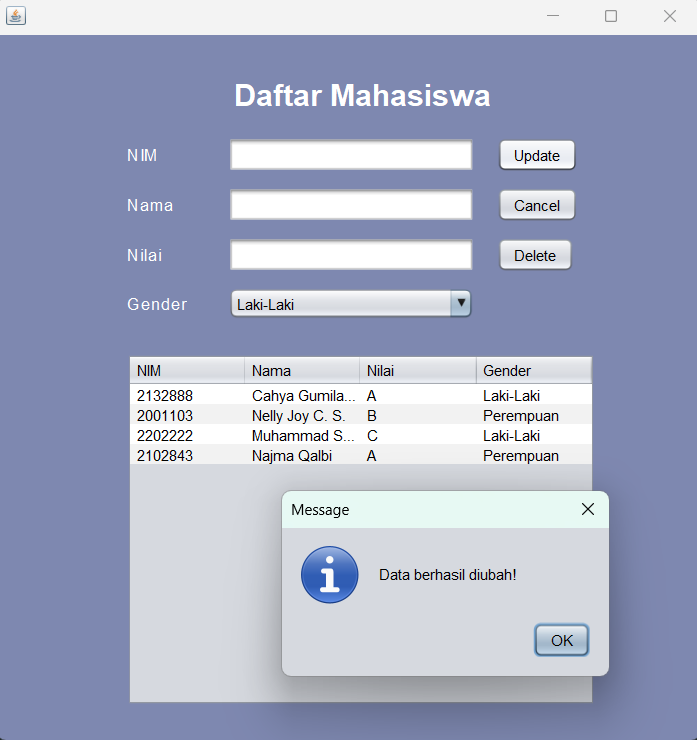 Daftar Mahasiswa
NIM Update
Nama Cancel
Nilai Delete
Gender Laki-Laki
NIM Nama Nilai Gender
2132888 Cahya Gumila... A Laki-Laki
2001103 Nelly Joy C. S. B Perempuan
2202222 Muhammad S... C Laki-Laki
2102843 Najma Qalbi A Perempuan
Message
Data berhasil diubah!
OK